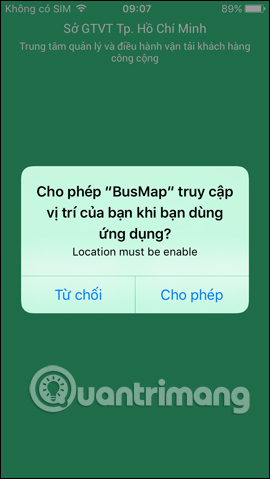 Không có SIM 09:07 89%
Sở GTVT Tp. Hồ Chí Minh
Trung tâm quản lý và điều hành vận tải khách hàng
công cộng
Cho phép “BusMap” truy cập
vị trí của bạn khi bạn dùng
ứng dụng?
Location must be enable
Từ chối Cho phép
Quantrimang